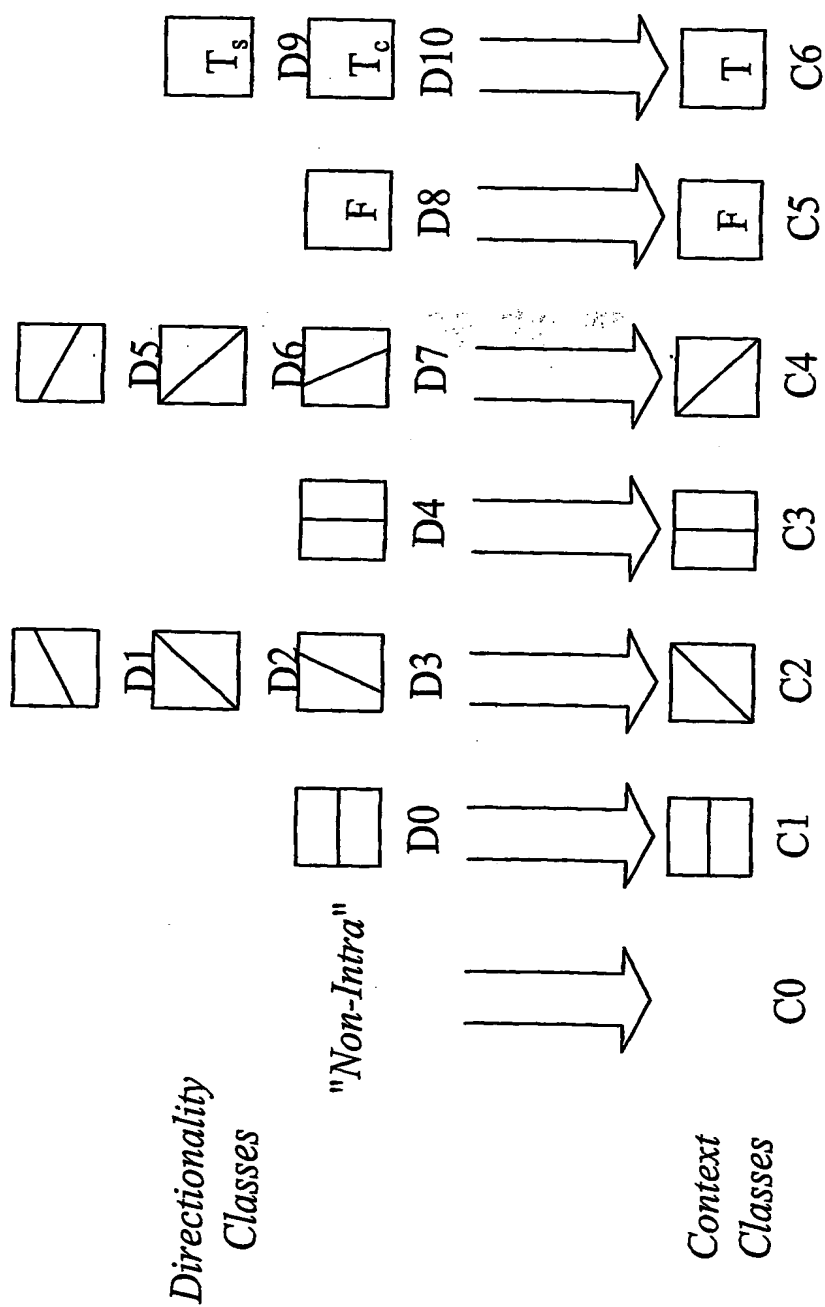 Directionality
Classes
"Non-Intra"
D0
D1
D2
D3
D4
D5
D6
D7
F
D8
Ts
D9
Tc
D10
Context
Classes
C0
C1
C2
C3
C4
F
C5
T
C6